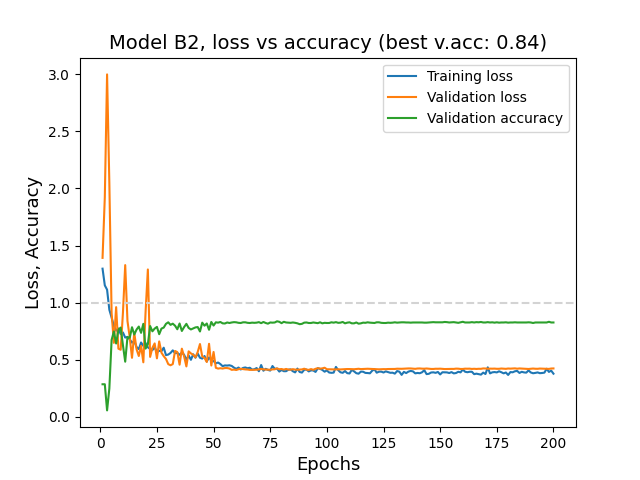 Model B2, loss vs accuracy (best v.acc: 0.84)
Training loss
Validation loss
Validation accuracy
Loss, Accuracy
3.0
2.5
2.0
1.5
1.0
0.5
0.0
0 25 50 75 100 125 150 175 200
Epochs